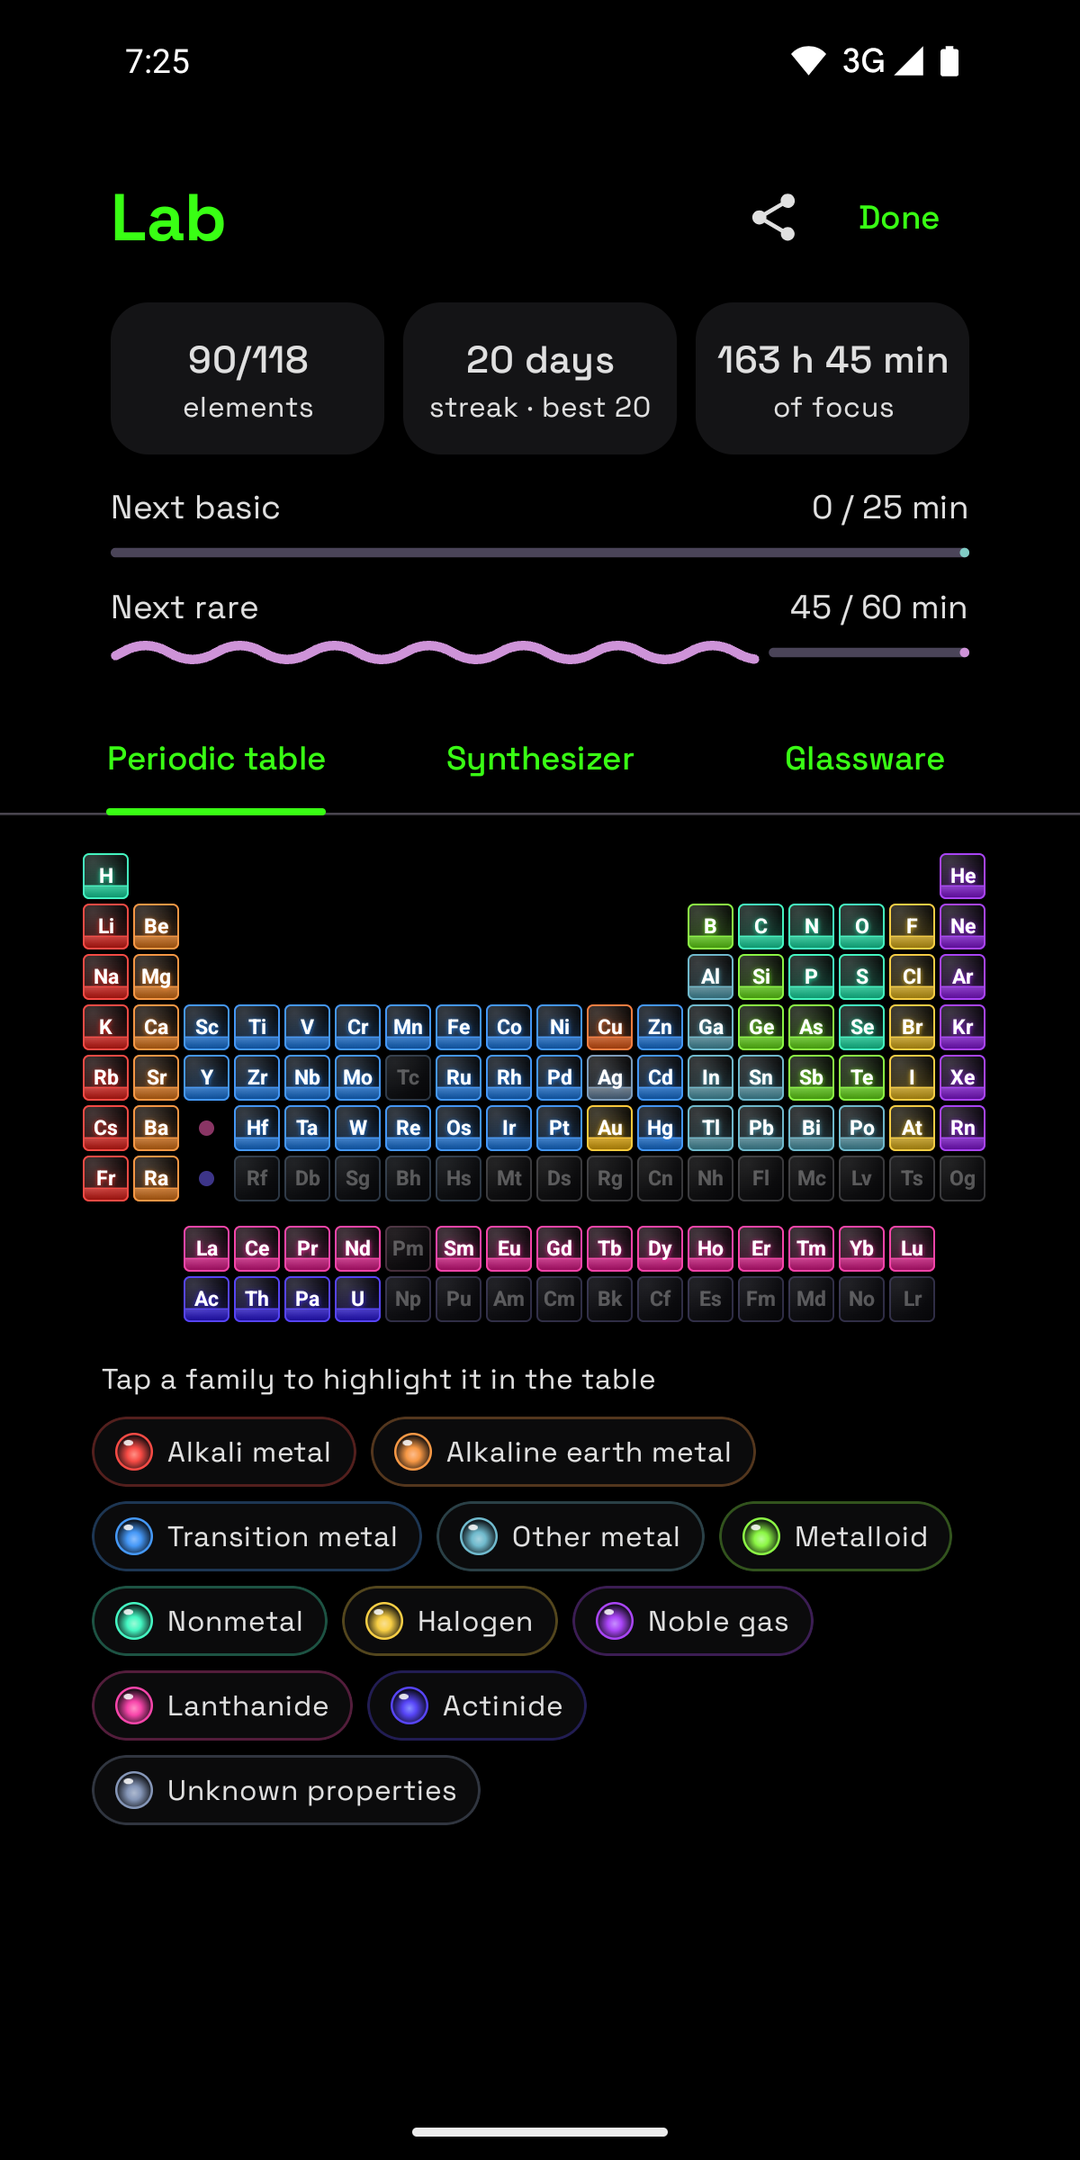 7:25 3G
Lab Done
90/118 20 days 163 h 45 min
elements streak · best 20 of focus
Next basic 0 / 25 min
Next rare 45 / 60 min
Periodic table Synthesizer Glassware
H He
Li Be B C N O F Ne
Na Mg Al Si P S Cl Ar
K Ca Sc Ti V Cr Mn Fe Co Ni Cu Zn Ga Ge As Se Br Kr
Rb Sr Y Zr Nb Mo Tc Ru Rh Pd Ag Cd In Sn Sb Te I Xe
Cs Ba Hf Ta W Re Os Ir Pt Au Hg Tl Pb Bi Po At Rn
Fr Ra Rf Db Sg Bh Hs Mt Ds Rg Cn Nh Fl Mc Lv Ts Og
La Ce Pr Nd Pm Sm Eu Gd Tb Dy Ho Er Tm Yb Lu
Ac Th Pa U Np Pu Am Cm Bk Cf Es Fm Md No Lr
Tap a family to highlight it in the table
Alkali metal Alkaline earth metal
Transition metal Other metal Metalloid
Nonmetal Halogen Noble gas
Lanthanide Actinide
Unknown properties